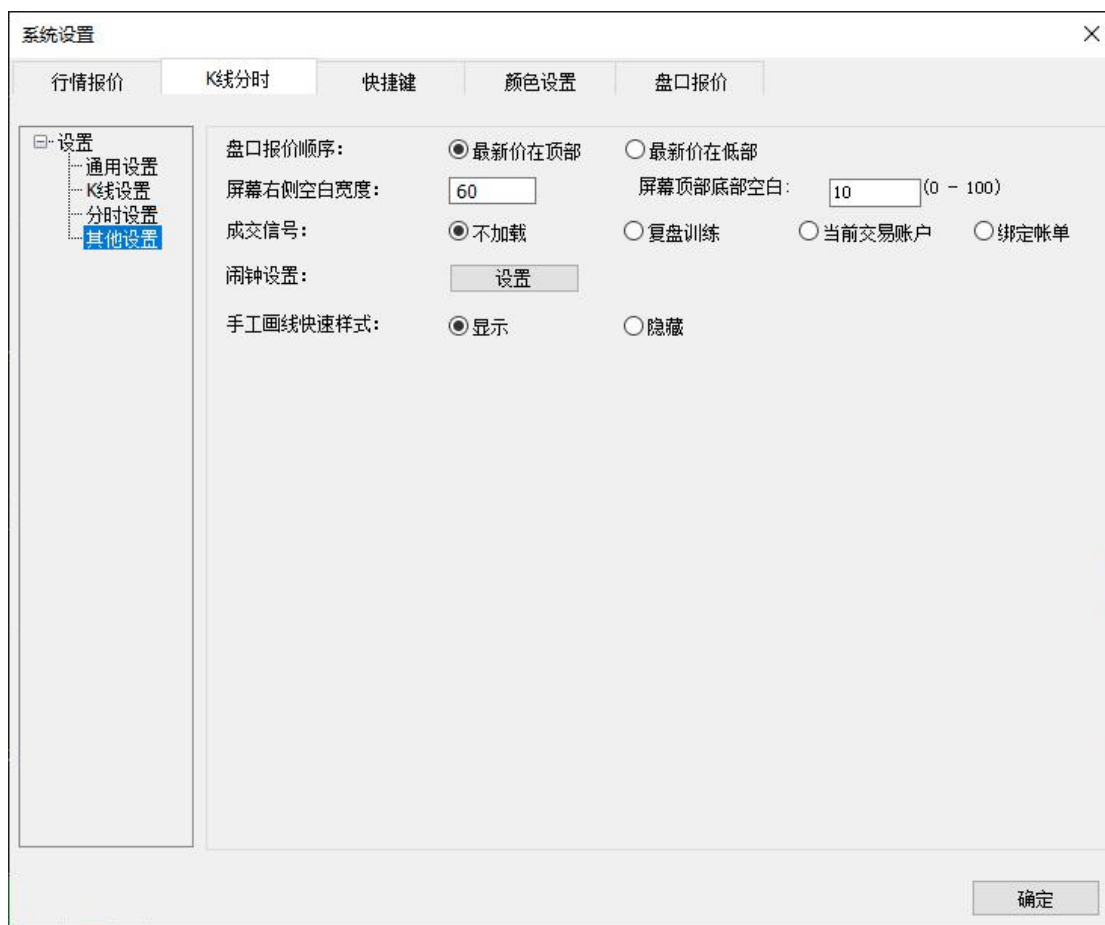 系统设置
行情报价 K线分时 快捷键 颜色设置 盘口报价
设置
通用设置
K线设置
分时设置
其他设置
盘口报价顺序： 最新价在顶部 最新价在低部
屏幕右侧空白宽度： 60 屏幕顶部底部空白: 10 (0 - 100)
成交信号： 不加载 复盘训练 当前交易账户 绑定帐单
闹钟设置： 设置
手工画线快速样式： 显示 隐藏
确定